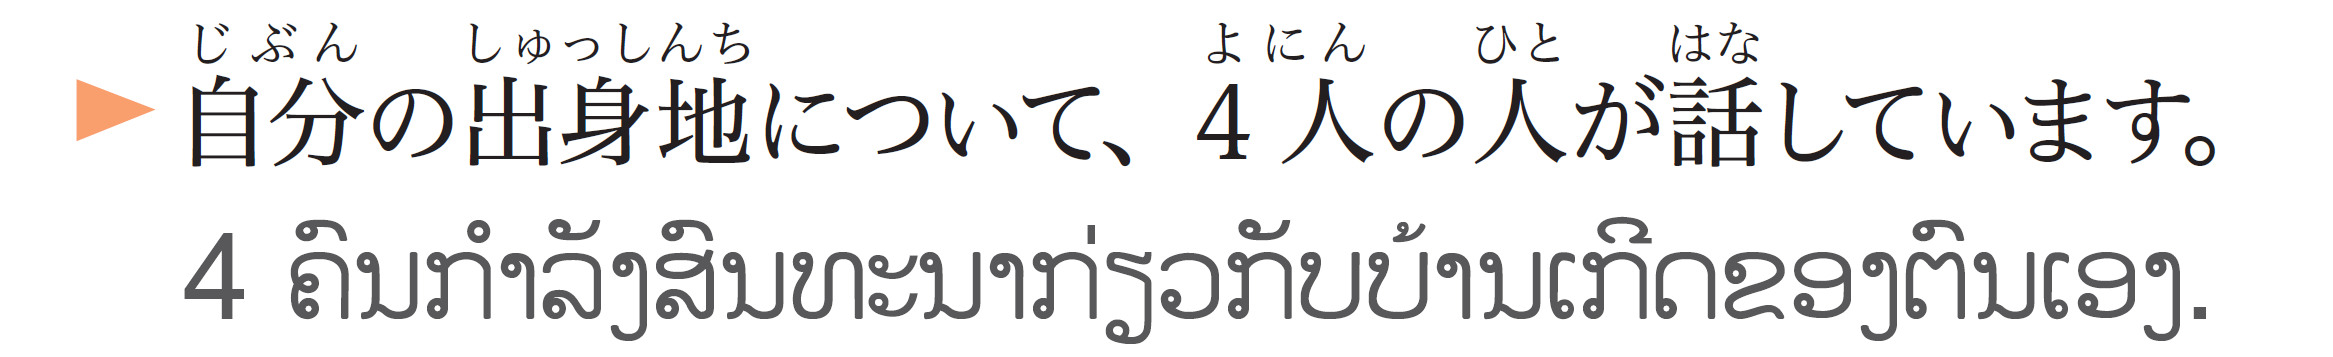 じぶん しゅっしんち よにん ひと はな
▶ 自分の出身地について、4人の人が話しています。
4 ຄົນກຳລັງສົນທະນາກ່ຽວກັບບ້ານເກີດຂອງຕົນເອງ.